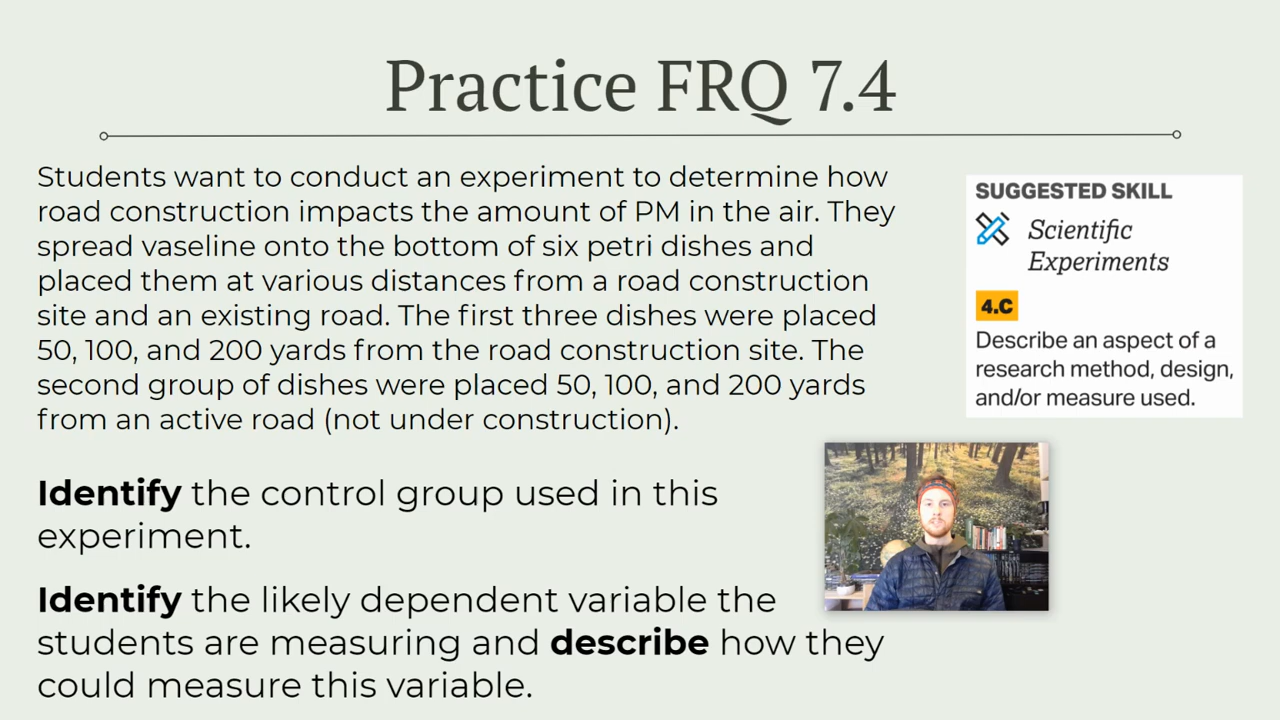 Practice FRQ 7.4
Students want to conduct an experiment to determine how
road construction impacts the amount of PM in the air. They
spread vaseline onto the bottom of six petri dishes and
placed them at various distances from a road construction
site and an existing road. The first three dishes were placed
50, 100, and 200 yards from the road construction site. The
second group of dishes were placed 50, 100, and 200 yards
from an active road (not under construction).
Identify the control group used in this
experiment.
Identify the likely dependent variable the
students are measuring and describe how they
could measure this variable.
SUGGESTED SKILL
Scientific
Experiments
4.C
Describe an aspect of a
research method, design,
and/or measure used.